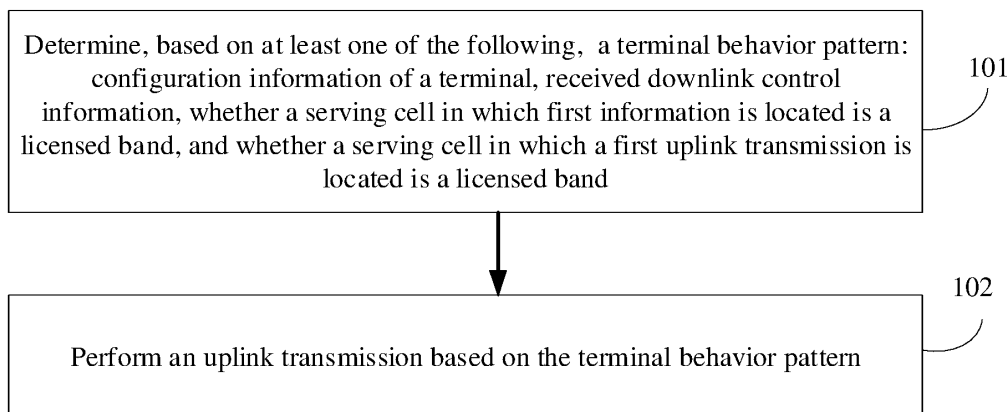 Determine, based on at least one of the following, a terminal behavior pattern:
configuration information of a terminal, received downlink control
information, whether a serving cell in which first information is located is a
licensed band, and whether a serving cell in which a first uplink transmission is
located is a licensed band
101
102
Perform an uplink transmission based on the terminal behavior pattern